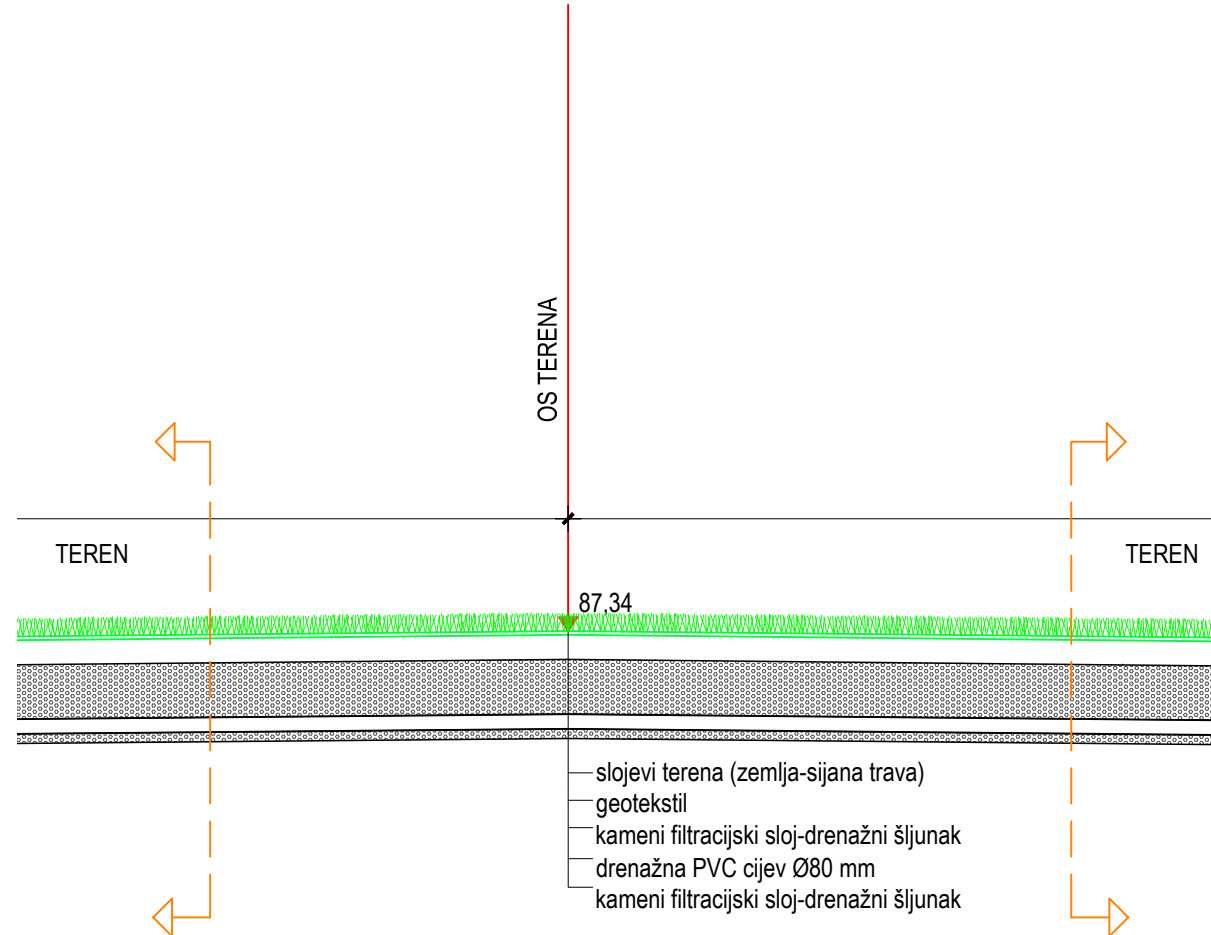 OS TERENA
TEREN
TEREN
87,34
slojevi terena (zemlja-sijana trava)
geotekstil
kameni filtracijski sloj-drenažni šljunak
drenažna PVC cijev Ø80 mm
kameni filtracijski sloj-drenažni šljunak